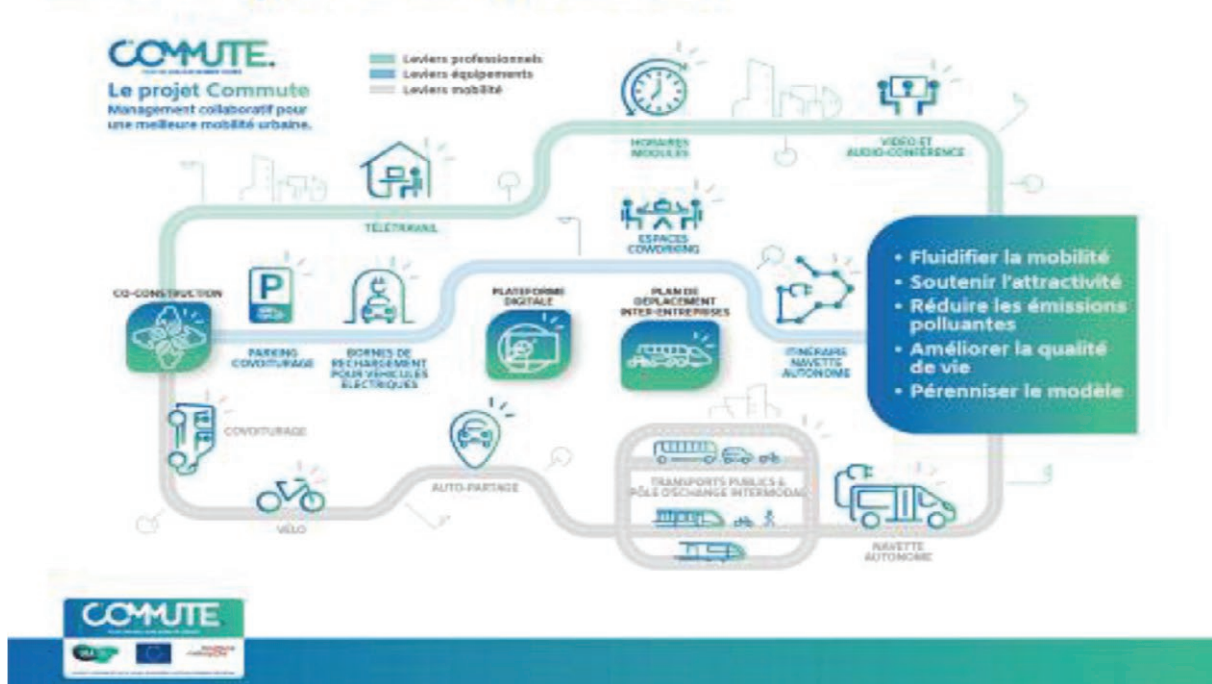 COMMUTE.
Le projet Commute
Management collaboratif pour
une meilleure mobilité urbaine.
Leviers professionnels
Leviers équipements
Leviers mobilité
HORAIRES
MODULÉS
VIDEO ET
AUDIO-CONFÉRENCE
TÉLÉTRAVAIL
ESPACES
COWORKING
CO-CONSTRUCTION
PARKING
COVOITURAGE
BORNES DE
RECHARGEMENT
POUR VÉHICULES
ÉLECTRIQUES
PLATEFORME
DIGITALE
PLAN DE
DÉPLACEMENT
INTER-ENTREPRISES
ITINÉRAIRE
NAVETTE
AUTONOME
• Fluidifier la mobilité
• Soutenir l'attractivité
• Réduire les émissions
polluantes
• Améliorer la qualité
de vie
• Pérenniser le modèle
COVOITURAGE
VÉLO
AUTO-PARTAGE
TRANSPORTS PUBLICS &
PÔLE D'ÉCHANGE INTERMODAL
NAVETTE
AUTONOME
COMMUTE.